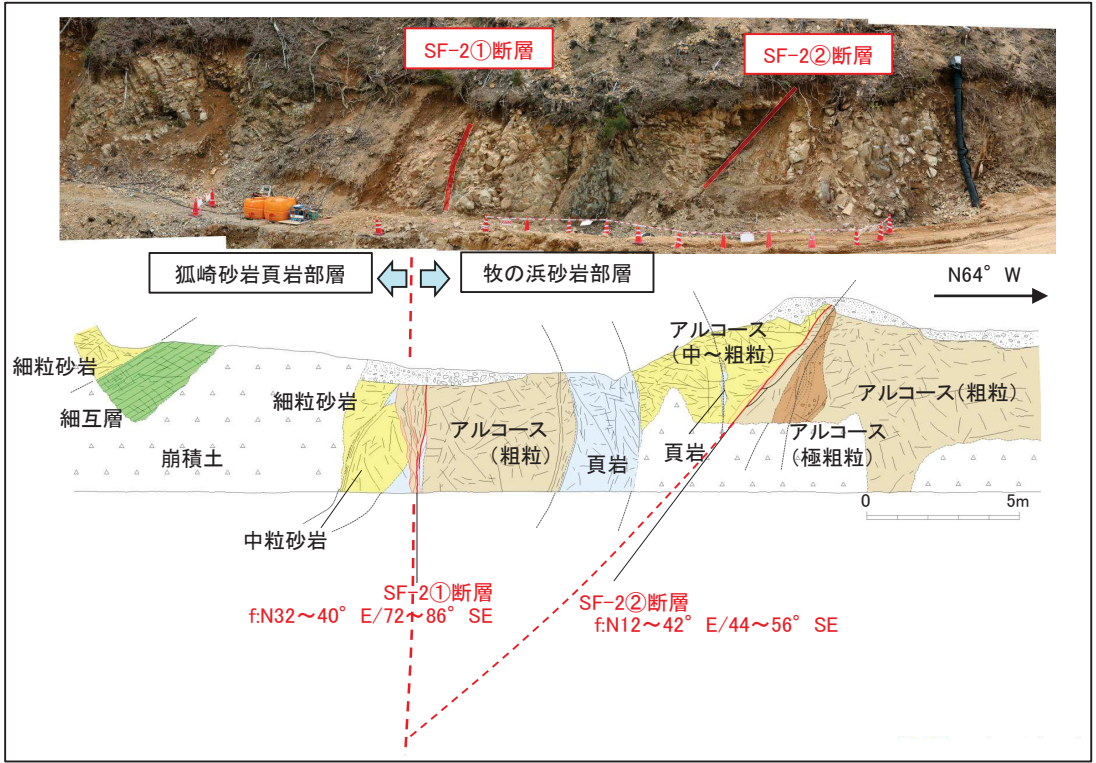 SF-2①断層
SF-2②断層
狐崎砂岩頁岩部層
牧の浜砂岩部層
N64° W
細粒砂岩
細互層
崩積土
細粒砂岩
中粒砂岩
アルコース
(粗粒)
頁岩
アルコース
(中～粗粒)
頁岩
アルコース
(極粗粒)
アルコース(粗粒)
0
5m
SF-2①断層
f:N32～40° E/72～86° SE
SF-2②断層
f:N12～42° E/44～56° SE